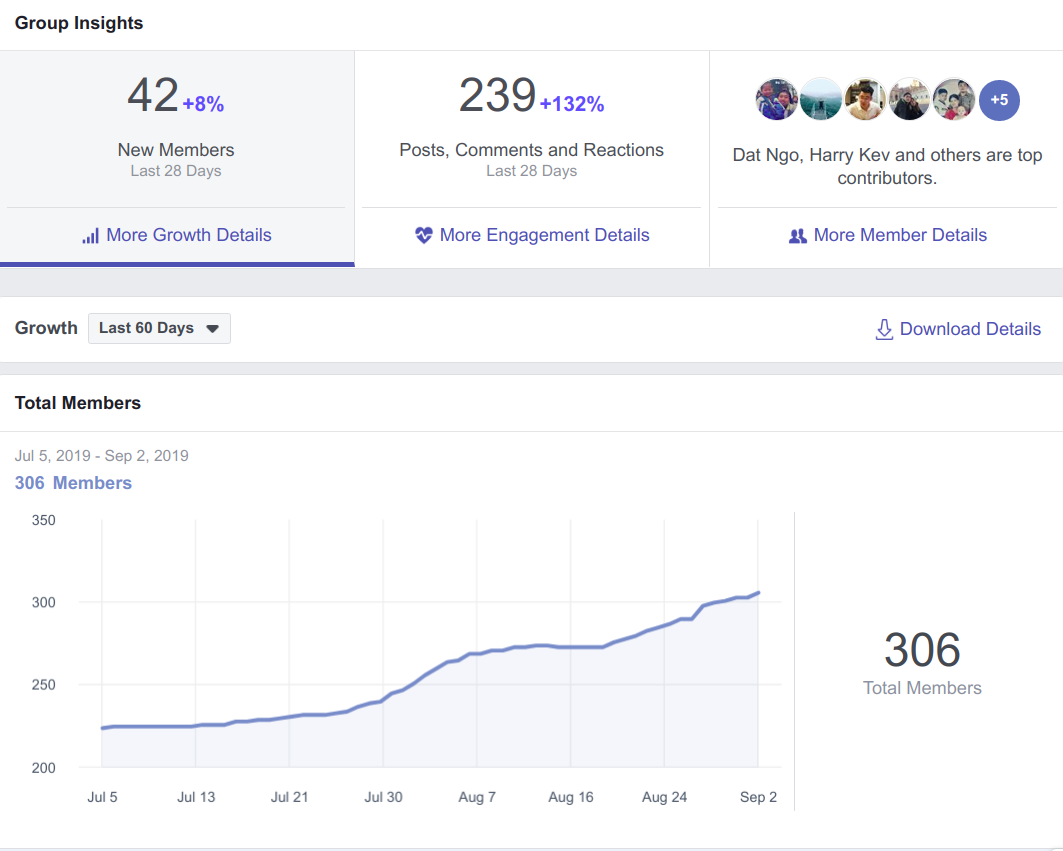 Group Insights
42 +8%
New Members
Last 28 Days
More Growth Details
239 +132%
Posts, Comments and Reactions
Last 28 Days
More Engagement Details
+5
Dat Ngo, Harry Kev and others are top
contributors.
More Member Details
Growth
Last 60 Days
Download Details
Total Members
Jul 5, 2019 - Sep 2, 2019
306 Members
350
300
250
200
Jul 5 Jul 13 Jul 21 Jul 30 Aug 7 Aug 16 Aug 24 Sep 2
306
Total Members